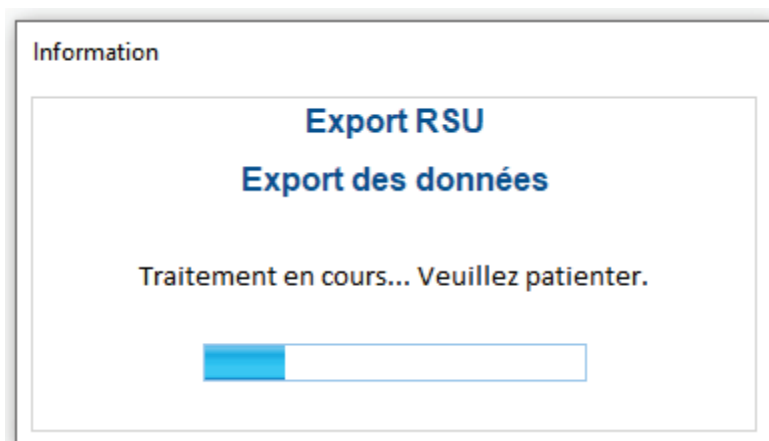 Information
Export RSU
Export des données
Traitement en cours... Veuillez patienter.